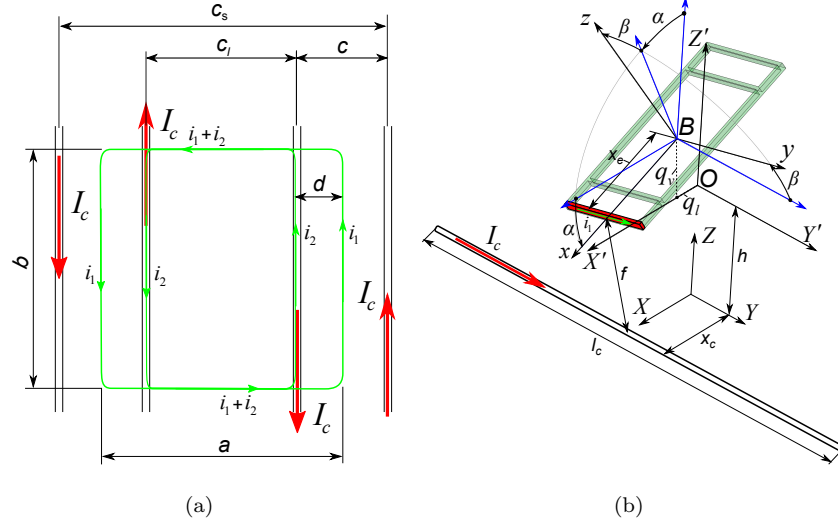 c_s
c_l
c
I_c
i_1+i_2
I_c
d
i_2
i_1
b
i_1
i_2
I_c
i_1+i_2
I_c
a
(a)
z
β
α
Z'
B
x_e
q_v
y
O
β
q_l
i_1
α
x
X'
Y'
I_c
f
Z
h
X
Y
x_c
l_c
(b)